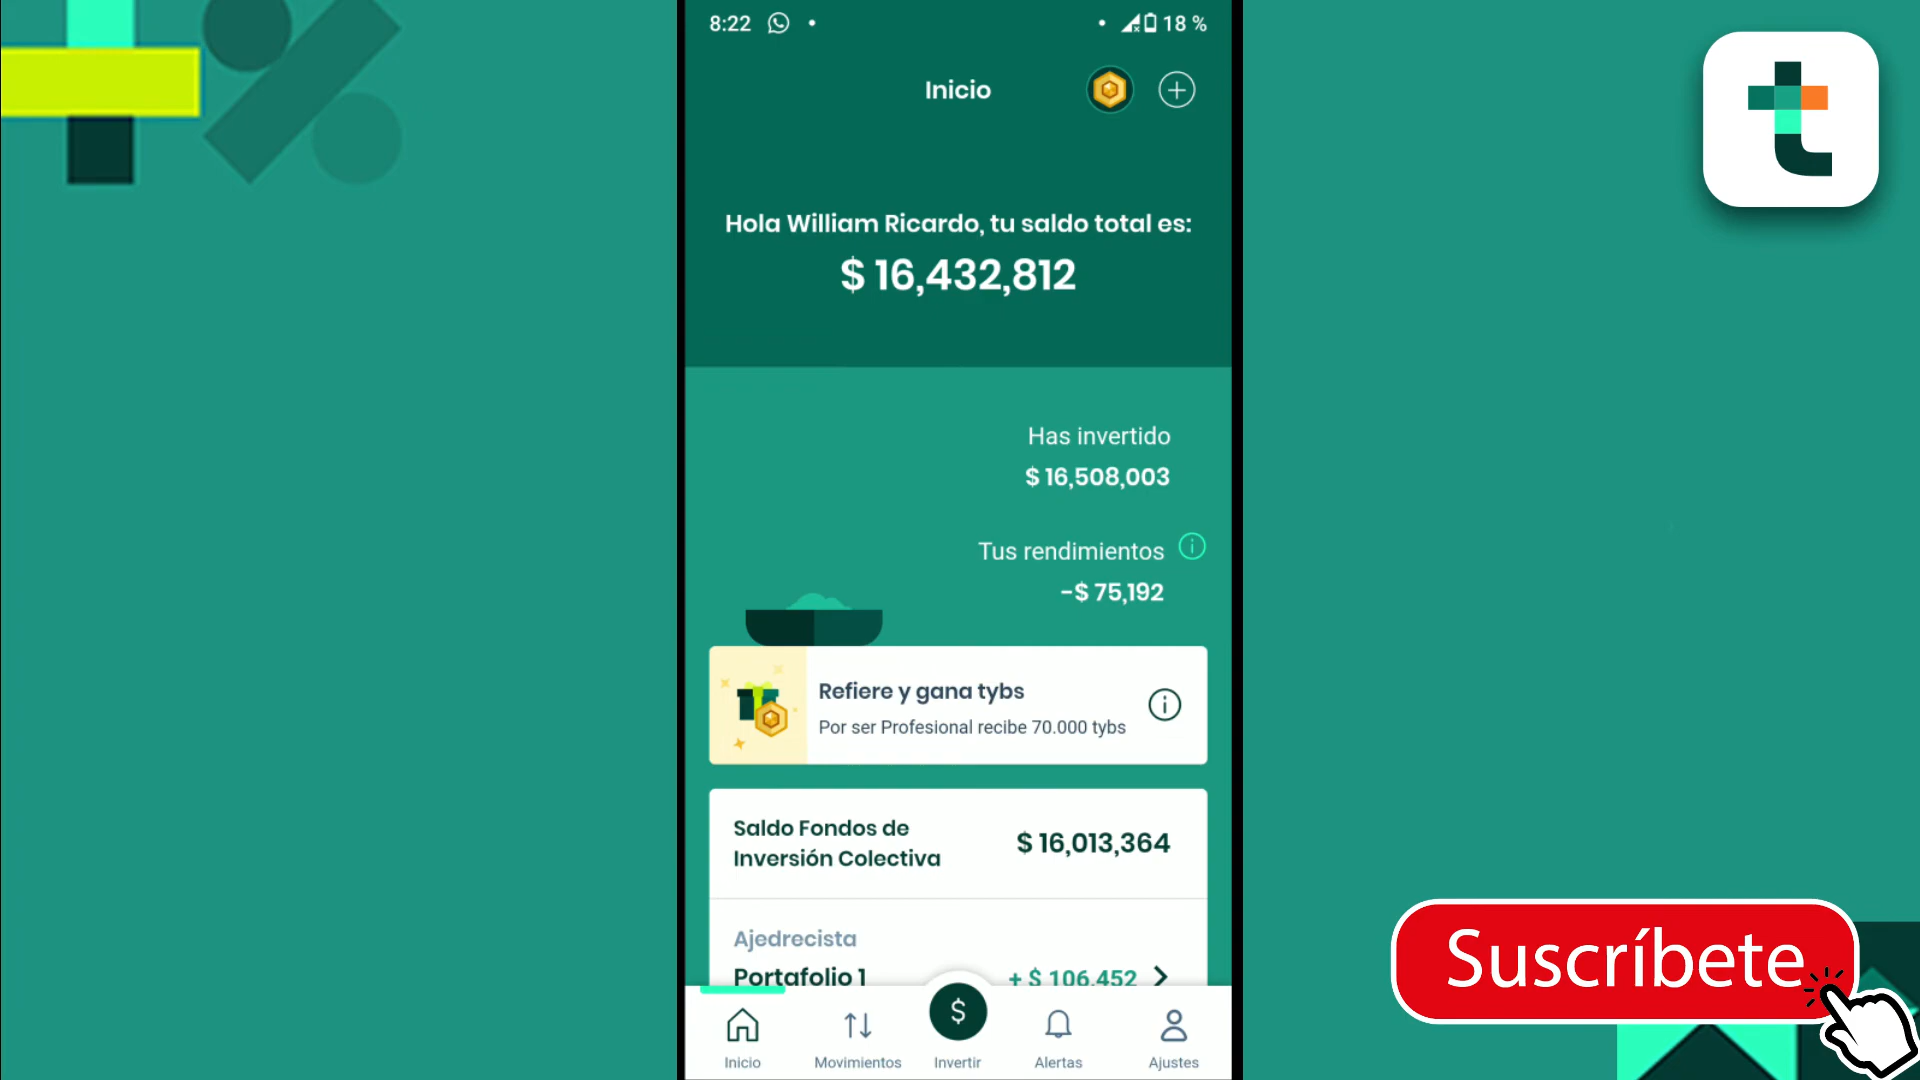 8:22
18 %
Inicio
Hola William Ricardo, tu saldo total es:
$ 16,432,812
Has invertido
$ 16,508,003
Tus rendimientos
-$ 75,192
Refiere y gana tybs
Por ser Profesional recibe 70.000 tybs
Saldo Fondos de
Inversión Colectiva
$ 16,013,364
Ajedrecista
Portafolio 1
+ $ 106,452
Inicio
Movimientos
Invertir
Alertas
Ajustes
Suscríbete